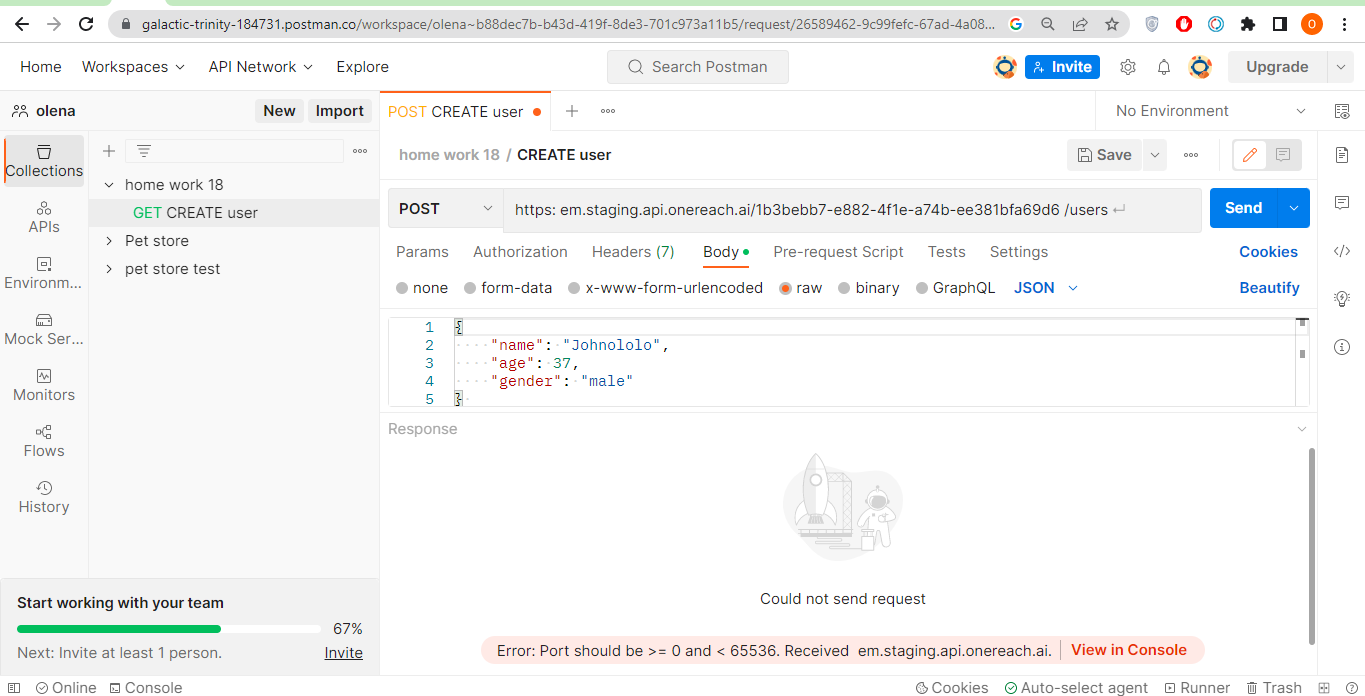 galactic-trinity-184731.postman.co/workspace/olena~b88dec7b-b43d-419f-8de3-701c973a11b5/request/26589462-9c99fefc-67ad-4a08...
O
Home Workspaces API Network Explore Search Postman Invite Upgrade
olena New Import POST CREATE user No Environment
Collections
APIs
Environm...
Mock Ser...
Monitors
Flows
History
home work 18
GET CREATE user
Pet store
pet store test
home work 18 / CREATE user Save
POST https: em.staging.api.onereach.ai/1b3bebb7-e882-4f1e-a74b-ee381bfa69d6 /users Send
Params Authorization Headers (7) Body Pre-request Script Tests Settings Cookies
none form-data x-www-form-urlencoded raw binary GraphQL JSON Beautify
1 {
2 "name": "Johnololo",
3 "age": 37,
4 "gender": "male"
5 }
Response
Could not send request
Error: Port should be >= 0 and < 65536. Received em.staging.api.onereach.ai. View in Console
Start working with your team
67%
Next: Invite at least 1 person. Invite
Online Console Cookies Auto-select agent Runner Trash